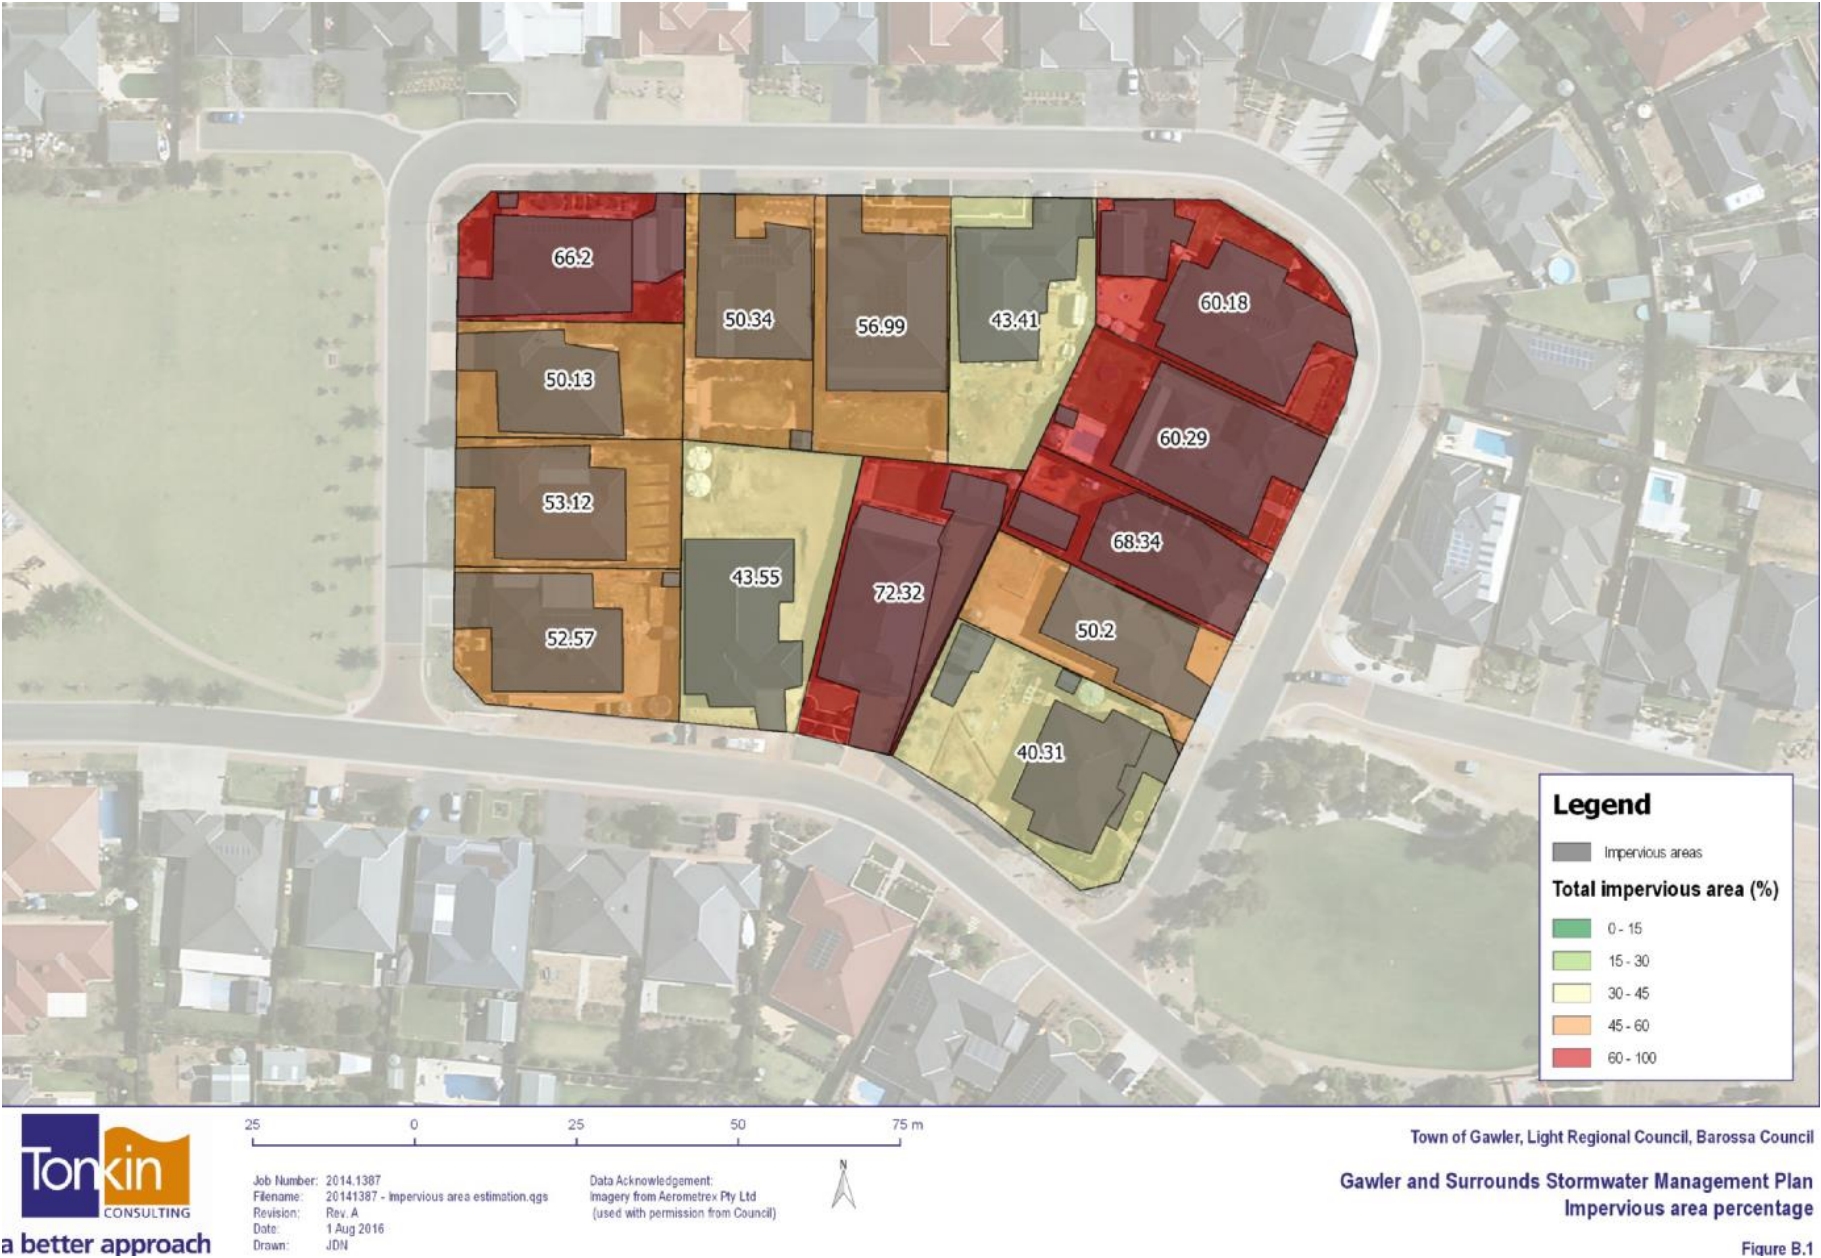 66.2
50.34
56.99
43.41
60.18
50.13
60.29
53.12
68.34
43.55
72.32
52.57
50.2
40.31
Legend
Impervious areas
Total impervious area (%)
0 - 15
15 - 30
30 - 45
45 - 60
60 - 100
Tonkin
CONSULTING
a better approach
25 0 25 50 75 m
Job Number: 2014.1387
Filename: 20141387 - Impervious area estimation.qgs
Revision: Rev. A
Date: 1 Aug 2016
Drawn: JDN
Data Acknowledgement:
Imagery from Aerometrex Pty Ltd
(used with permission from Council)
N
Town of Gawler, Light Regional Council, Barossa Council
Gawler and Surrounds Stormwater Management Plan
Impervious area percentage
Figure B.1